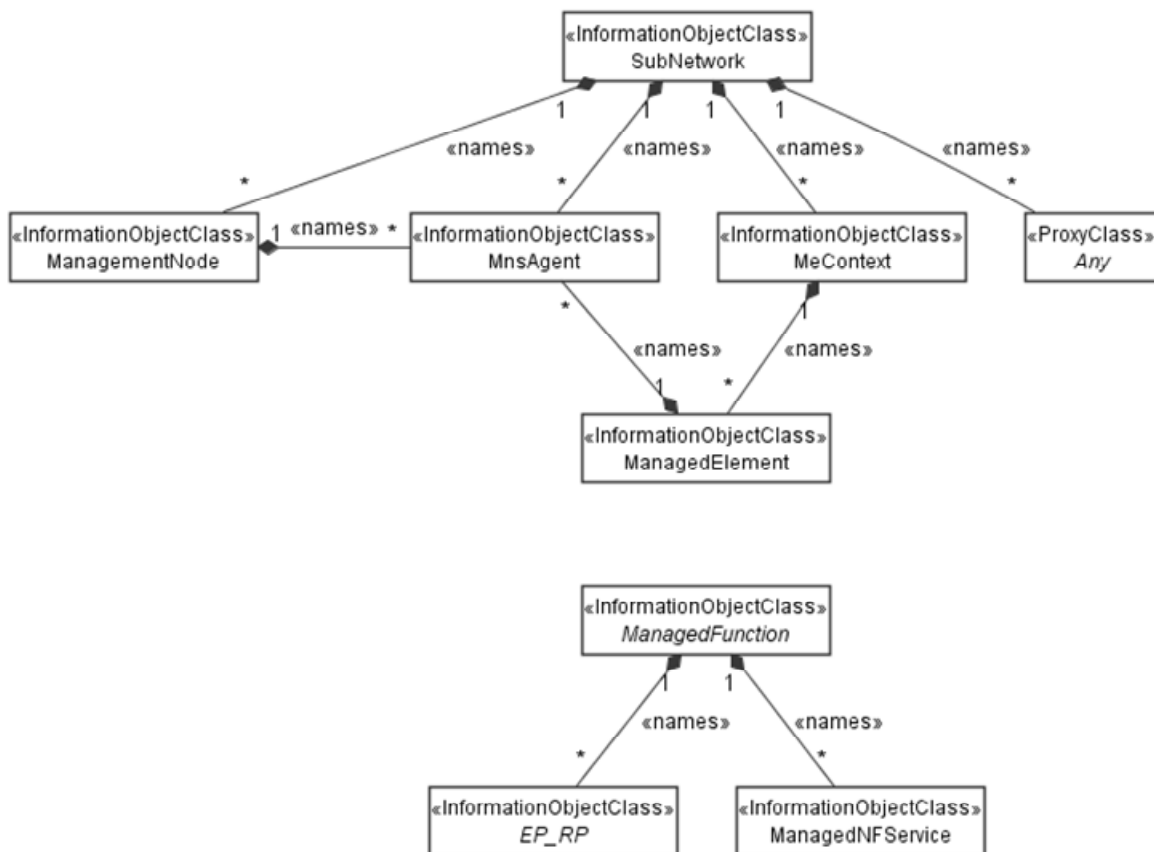 «InformationObjectClass»
SubNetwork
1 1 1 1
«names» «names» «names» «names»
* * * *
«InformationObjectClass»
ManagementNode
1 «names» *
«InformationObjectClass»
MnsAgent
«InformationObjectClass»
MeContext
«ProxyClass»
Any
* 1
«names» «names»
1 *
«InformationObjectClass»
ManagedElement
«InformationObjectClass»
ManagedFunction
1 1
«names» «names»
* *
«InformationObjectClass»
EP_RP
«InformationObjectClass»
ManagedNFService